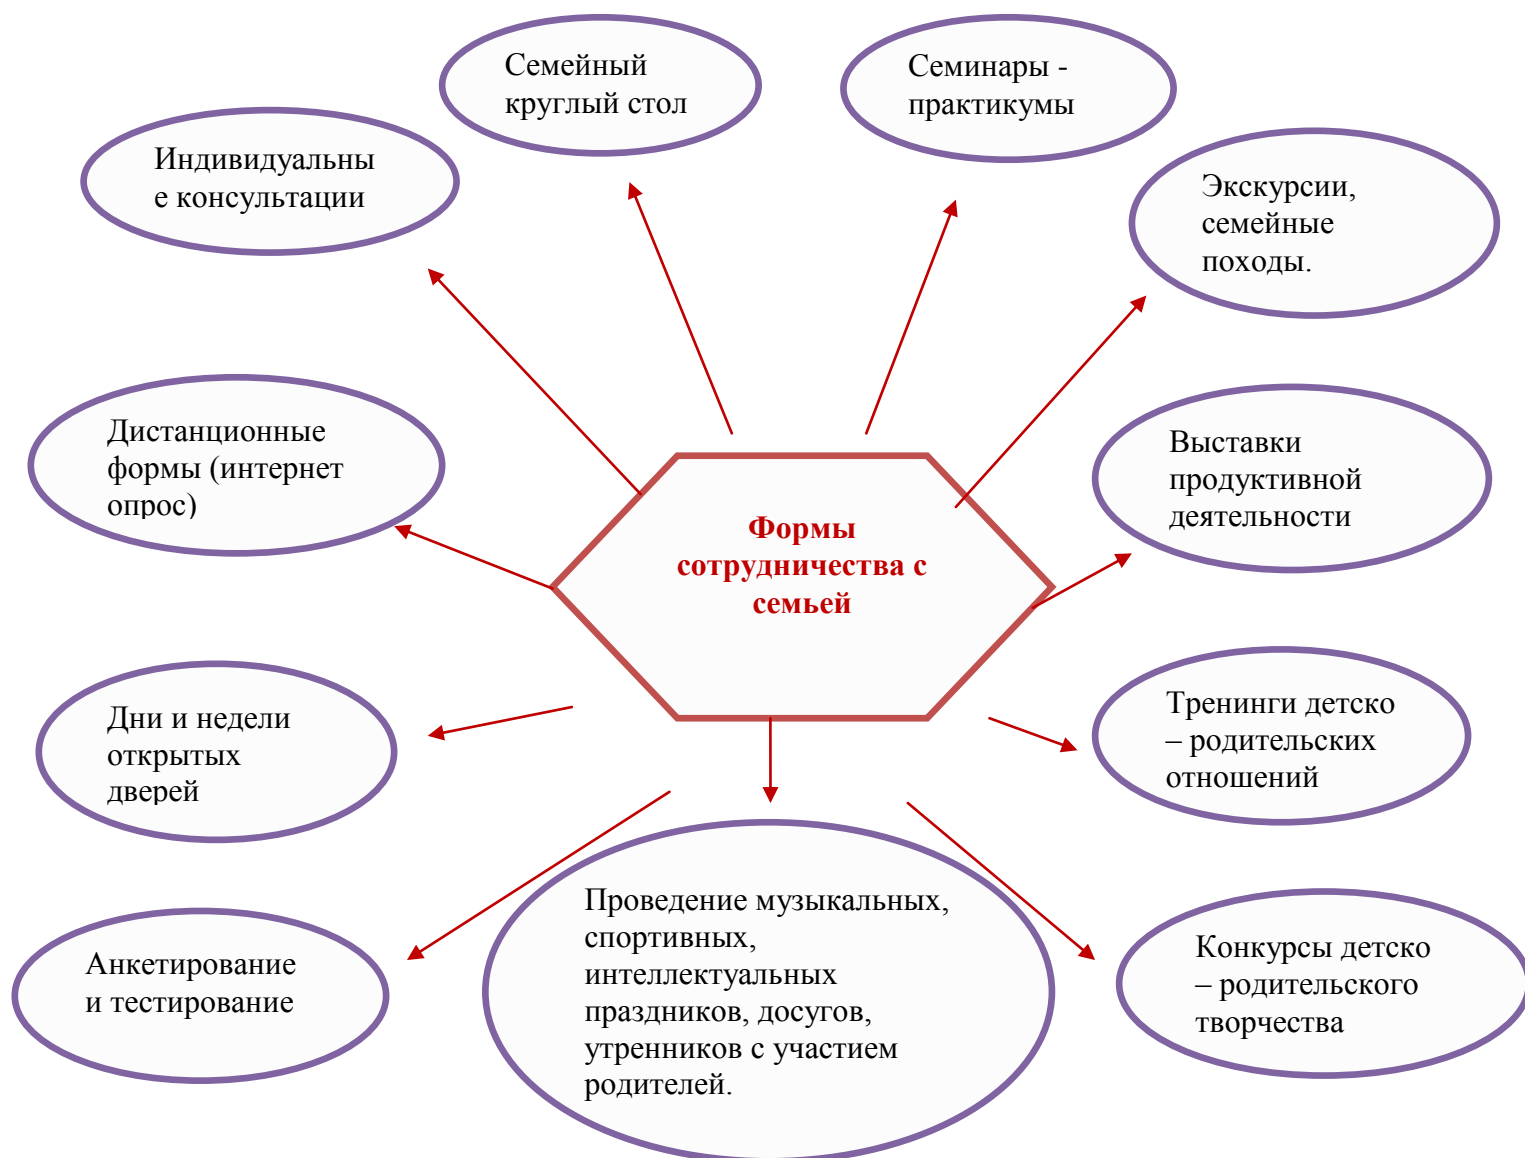 Семейный
круглый стол
Семинары -
практикумы
Индивидуальны
е консультации
Экскурсии,
семейные
походы.
Дистанционные
формы (интернет
опрос)
Выставки
продуктивной
деятельности
Формы
сотрудничества с
семьей
Дни и недели
открытых
дверей
Тренинги детско
– родительских
отношений
Анкетирование
и тестирование
Проведение музыкальных,
спортивных,
интеллектуальных
праздников, досугов,
утренников с участием
родителей.
Конкурсы детско
– родительского
творчества